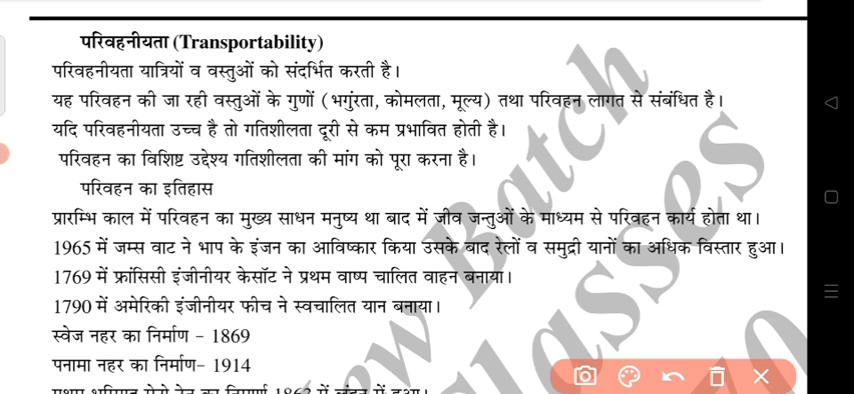 परिवहनीयता (Transportability)
परिवहनीयता यात्रियों व वस्तुओं को संदर्भित करती है।
यह परिवहन की जा रही वस्तुओं के गुणों (भगुंरता, कोमलता, मूल्य) तथा परिवहन लागत से संबंधित है।
यदि परिवहनीयता उच्च है तो गतिशीलता दूरी से कम प्रभावित होती है।
परिवहन का विशिष्ट उद्देश्य गतिशीलता की मांग को पूरा करना है।
परिवहन का इतिहास
प्रारम्भि काल में परिवहन का मुख्य साधन मनुष्य था बाद में जीव जन्तुओं के माध्यम से परिवहन कार्य होता था।
1965 में जम्स वाट ने भाप के इंजन का आविष्कार किया उसके बाद रेलों व समुद्री यानों का अधिक विस्तार हुआ।
1769 में फ्रांसिसी इंजीनीयर केसॉट ने प्रथम वाष्प चालित वाहन बनाया।
1790 में अमेरिकी इंजीनीयर फीच ने स्वचालित यान बनाया।
स्वेज नहर का निर्माण - 1869
पनामा नहर का निर्माण- 1914
Batch
lasses